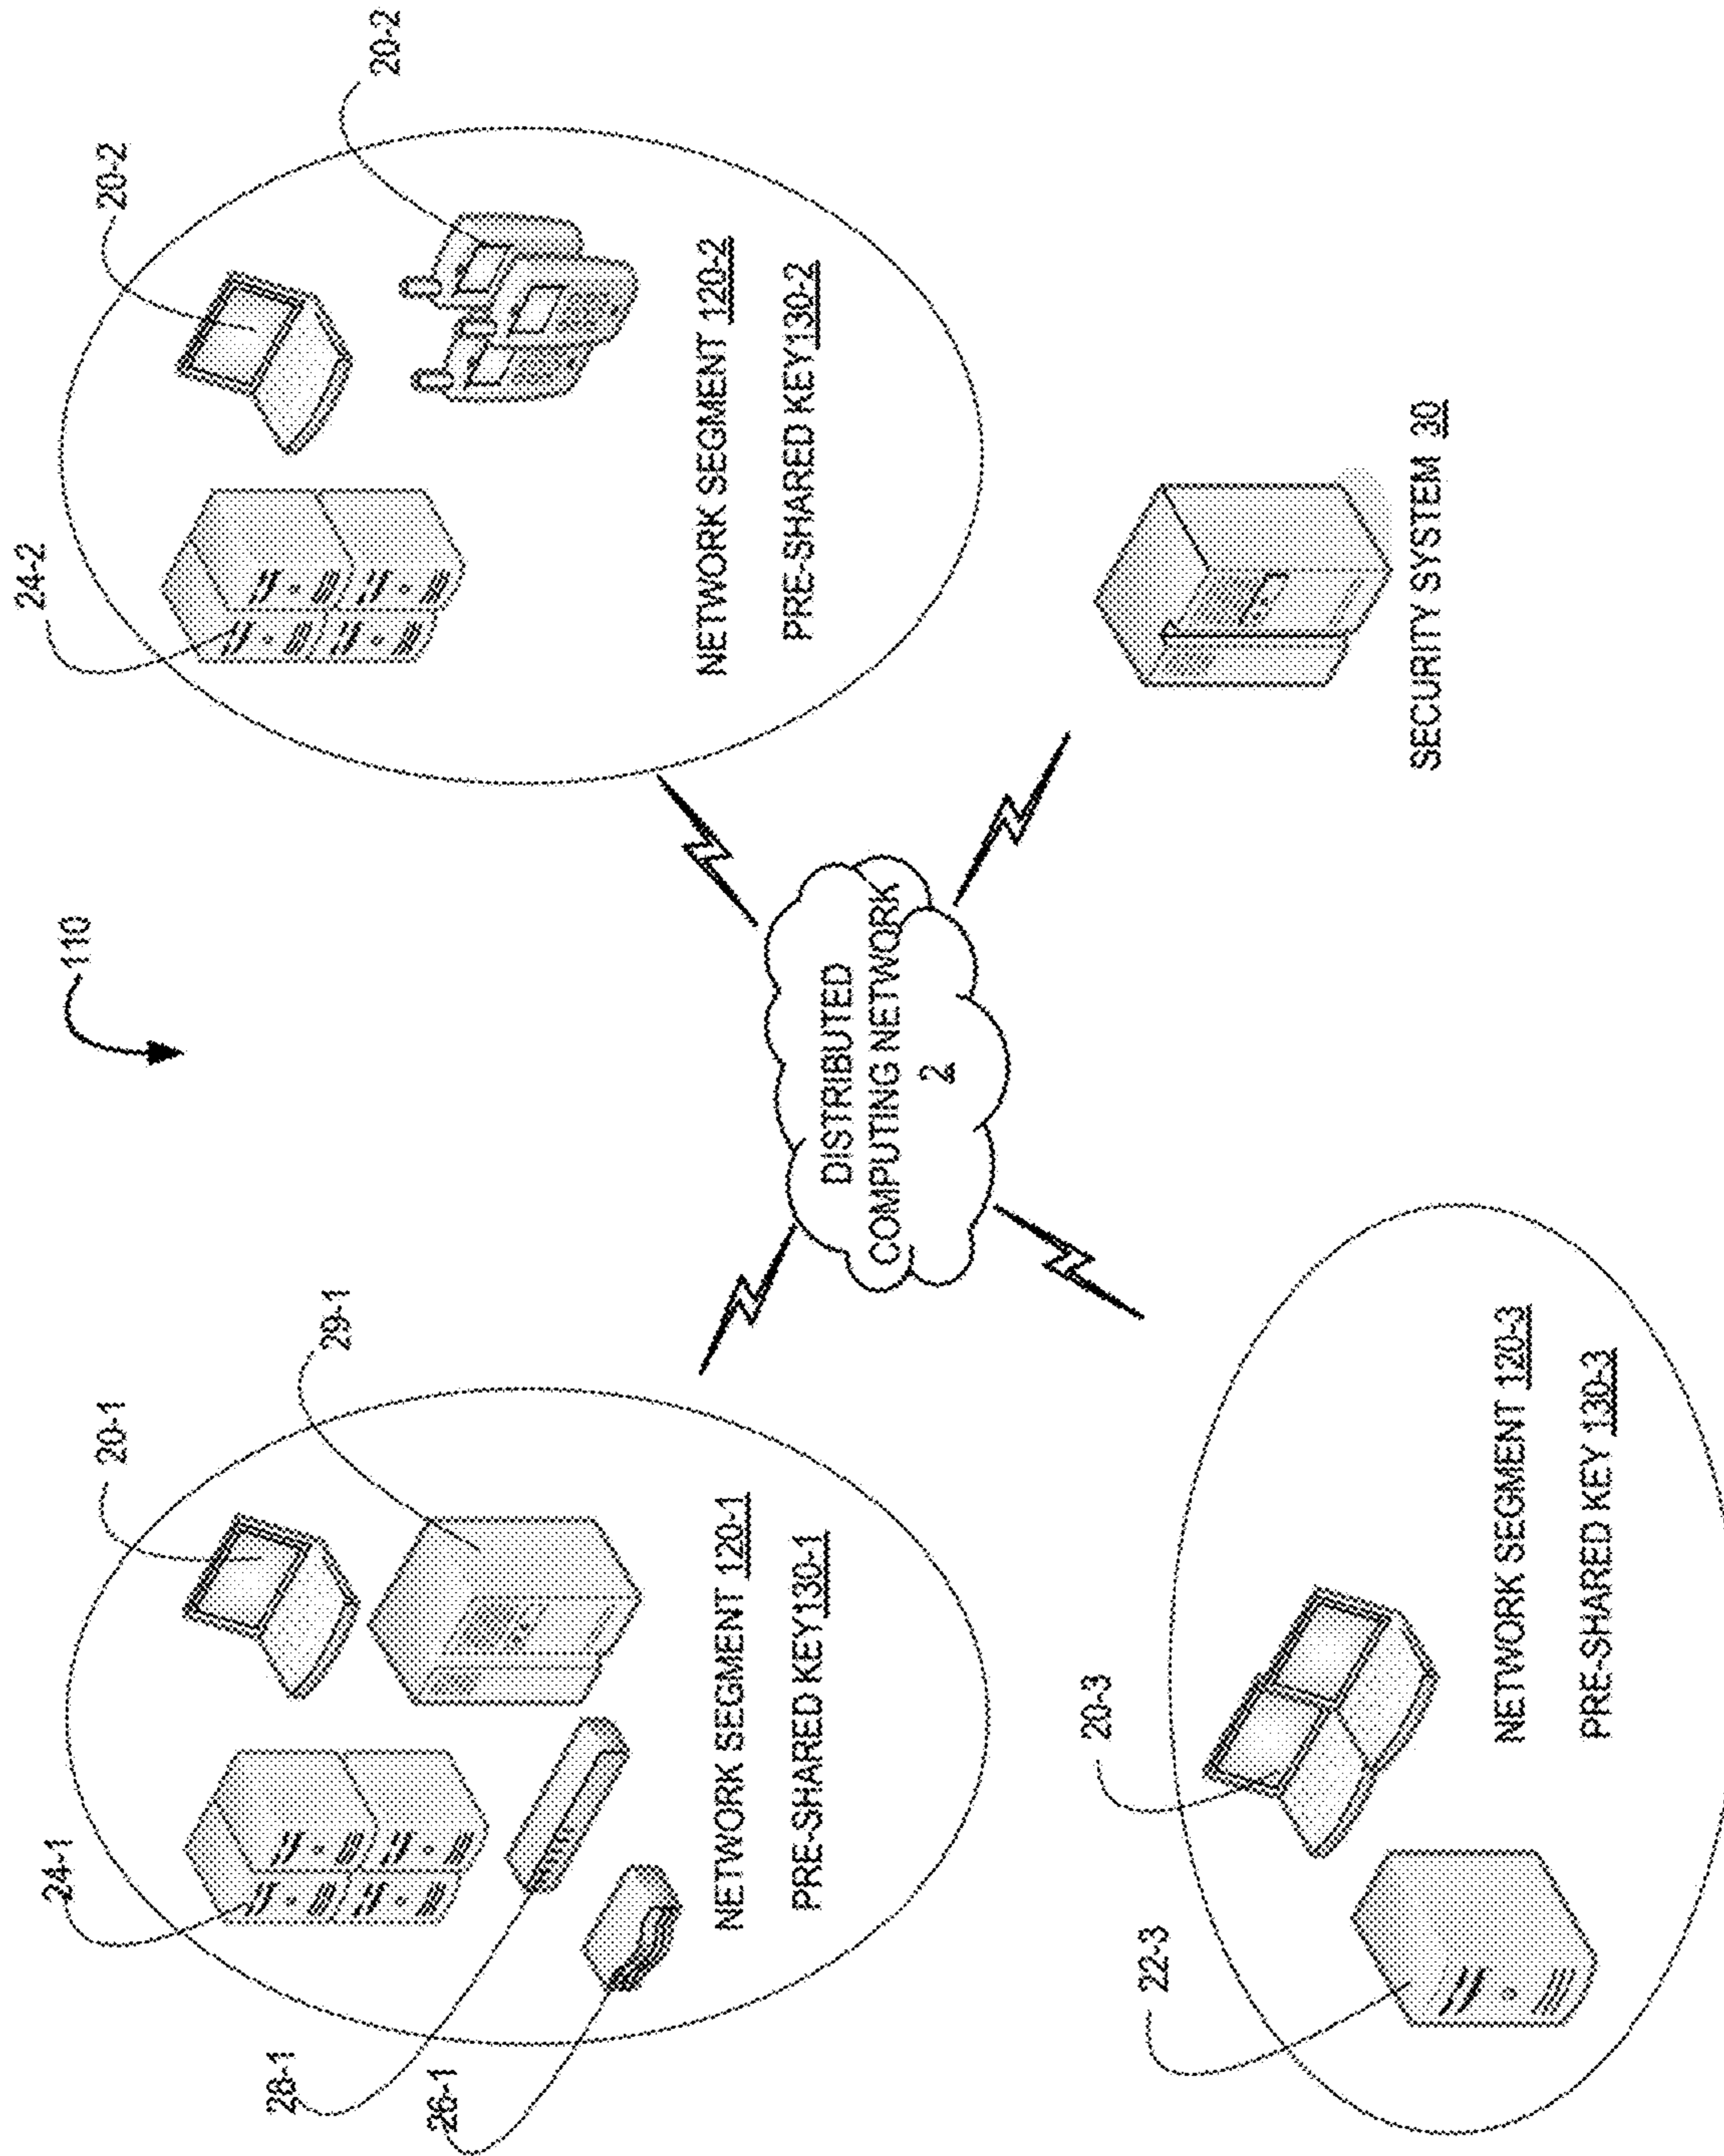 110
24-1
20-1
29-1
28-1
26-1
NETWORK SEGMENT 120-1
PRE-SHARED KEY130-1
24-2
20-2
20-2
NETWORK SEGMENT 120-2
PRE-SHARED KEY130-2
DISTRIBUTED
COMPUTING NETWORK
2
22-3
20-3
NETWORK SEGMENT 120-3
PRE-SHARED KEY 130-3
SECURITY SYSTEM 30